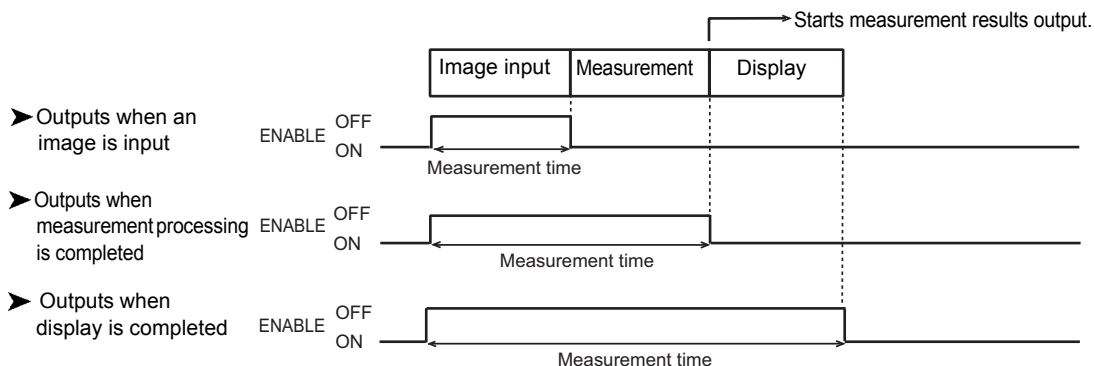 Starts measurement results output.
Image input Measurement Display
➤ Outputs when an
image is input
ENABLE OFF
ON
Measurement time
➤ Outputs when
measurement processing
is completed
ENABLE OFF
ON
Measurement time
➤ Outputs when
display is completed
ENABLE OFF
ON
Measurement time